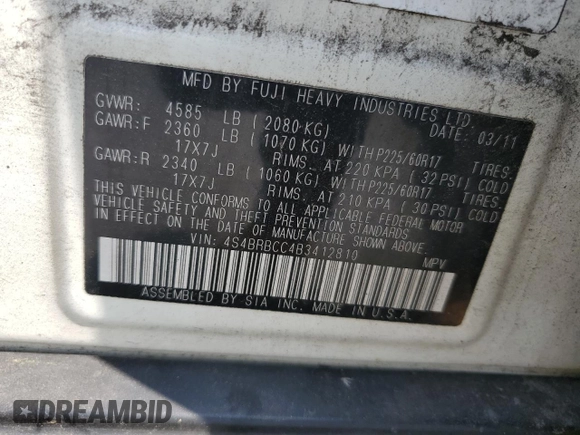 MFD BY FUJI HEAVY INDUSTRIES LTD.
GVWR: 4585 LB (2080-KG) DATE: 03/11
GAWR:F 2360 LB (1070 KG) WITH P225/60R17 TIRES.
17X7J RIMS. AT 220 KPA (32 PSI) COLD
GAWR:R 2340 LB (1060 KG) WITH P225/60R17 TIRES.
17X7J RIMS. AT 210 KPA (30 PSI) COLD
THIS VEHICLE CONFORMS TO ALL APPLICABLE FEDERAL MOTOR
VEHICLE SAFETY AND THEFT PREVENTION STANDARDS
IN EFFECT ON THE DATE OF MANUFACTURE SHOWN ABOVE.
VIN: 4S4BRBCC4B3412810 MPV
ASSEMBLED BY SIA INC. MADE IN U.S.A.
DREAMBID